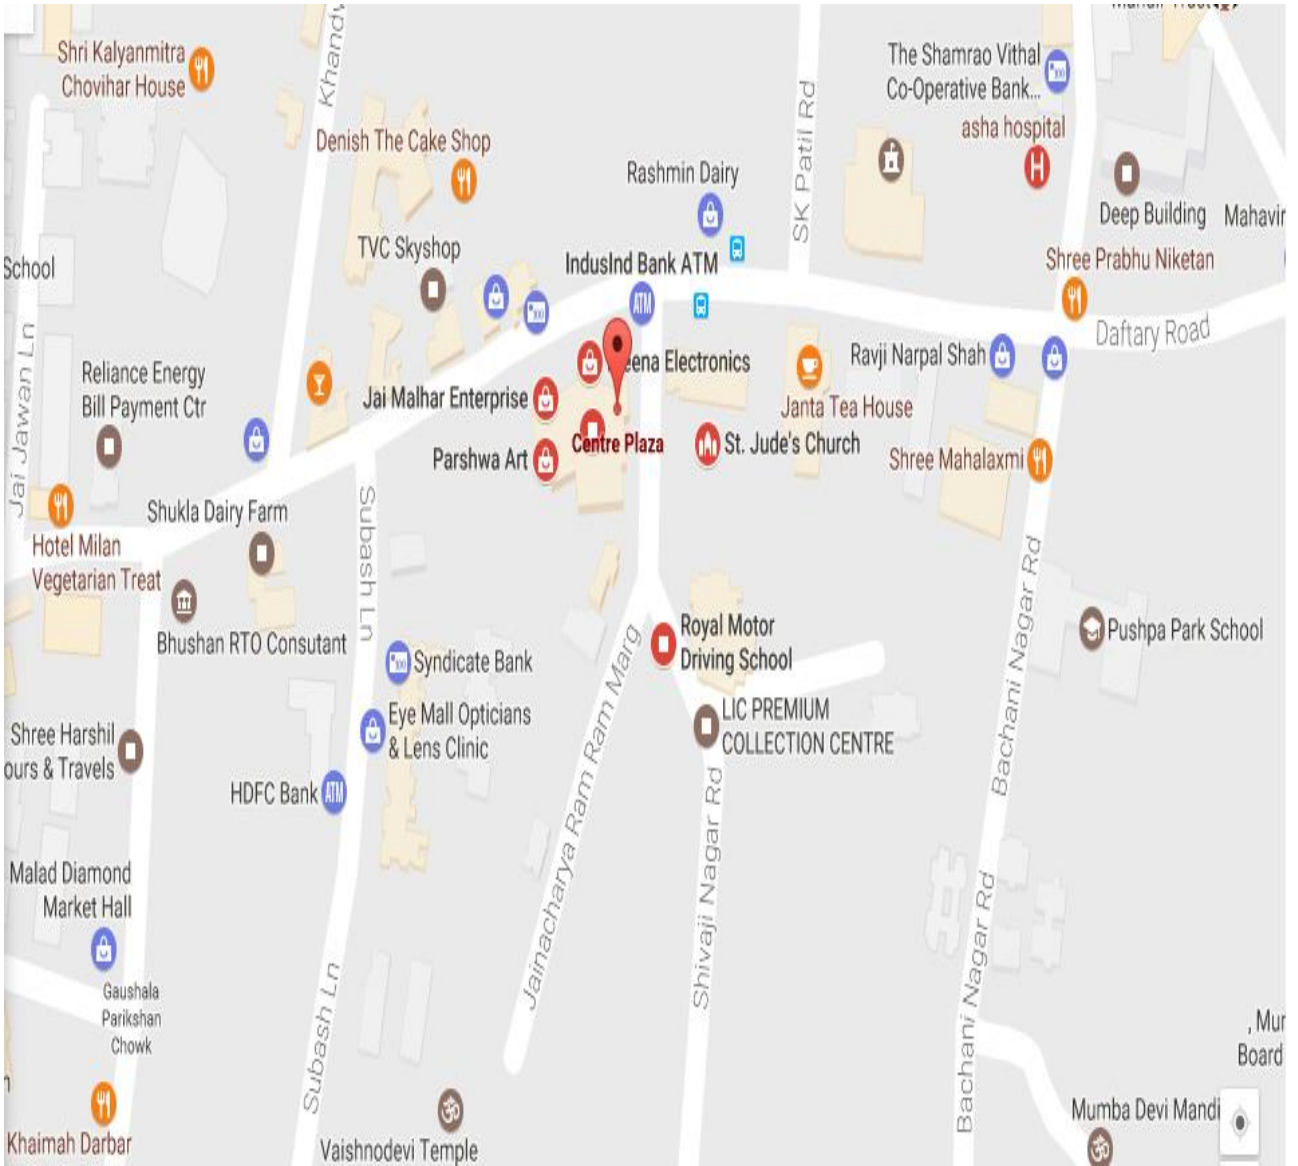 Shri Kalyanmitra
Chovihar House
Khandw
Denish The Cake Shop
Rashmin Dairy
SK Patil Rd
The Shamrao Vithal
Co-Operative Bank...
asha hospital
Deep Building
Mahavir
School
TVC Skyshop
IndusInd Bank ATM
ATM
Shree Prabhu Niketan
Daftary Road
Jai Jawan Ln
Reliance Energy
Bill Payment Ctr
Jai Malhar Enterprise
eena Electronics
Ravji Narpal Shah
Janta Tea House
Centre Plaza
St. Jude's Church
Parshwa Art
Shree Mahalaxmi
Shukla Dairy Farm
Subash Ln
Hotel Milan
Vegetarian Treat
Bhushan RTO Consutant
Syndicate Bank
Royal Motor
Driving School
Bachani Nagar Rd
Pushpa Park School
Jainacharya Ram Ram Ram Marg
LIC PREMIUM
COLLECTION CENTRE
Eye Mall Opticians
& Lens Clinic
Shree Harshil
ours & Travels
HDFC Bank
ATM
Shivaji Nagar Rd
Malad Diamond
Market Hall
Gaushala
Parikshan
Chowk
Subash Ln
Bachani Nagar Rd
, Mur
Board
Khaimah Darbar
Vaishnodevi Temple
Mumba Devi Mandi